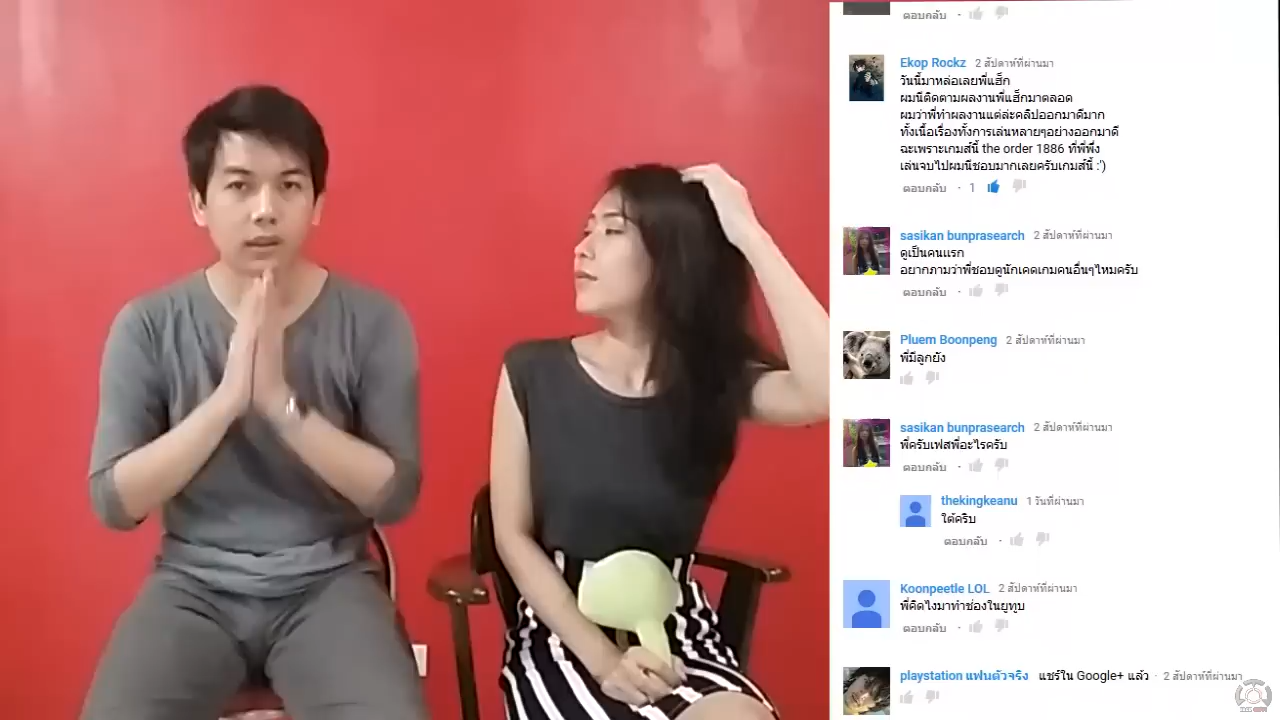 ตอบกลับ ·
Ekop Rockz 2 สัปดาห์ที่ผ่านมา
วันนี้มาหล่อเลยพี่แฮ็ก
ผมนี่ติดตามผลงานพี่แฮ็กมาตลอด
ผมว่าพี่ทำผลงานแต่ล่ะคลิปออกมาดีมาก
ทั้งเนื้อเรื่องทั้งการเล่นหลายๆอย่างออกมาดี
ฉะเพราะเกมส์นี้ the order 1886 ที่พี่พึ่ง
เล่นจบไปผมนี่ชอบมากเลยครับเกมส์นี้ :')
ตอบกลับ · 1
sasikan bunprasearch 2 สัปดาห์ที่ผ่านมา
ดูเป็นคนแรก
อยากถามว่าพี่ชอบดูนักเคดเกมคนอื่นๆไหมครับ
ตอบกลับ ·
Pluem Boonpeng 2 สัปดาห์ที่ผ่านมา
พี่มีลูกยัง
sasikan bunprasearch 2 สัปดาห์ที่ผ่านมา
พี่ครับเฟสพี่อะไรครับ
ตอบกลับ ·
thekingkeanu 1 วันที่ผ่านมา
ใต้คริบ
ตอบกลับ ·
Koonpeetle LOL 2 สัปดาห์ที่ผ่านมา
พี่คิดไงมาทำช่องในยูทูบ
ตอบกลับ ·
playstation แฟนตัวจริง แชร์ใน Google+ แล้ว · 2 สัปดาห์ที่ผ่านมา